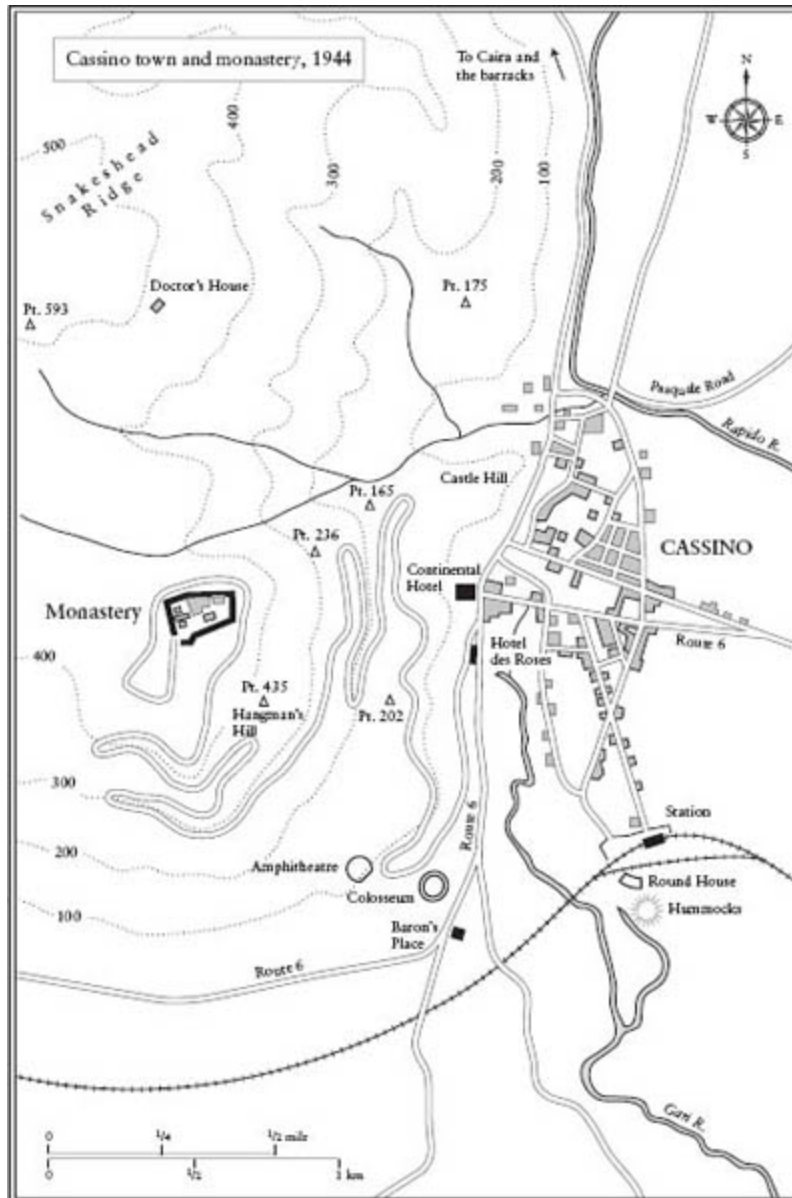 Cassino town and monastery, 1944
To Caira and
the barracks
N
W
E
S
500
400
300
200
100
Snakeshead
Ridge
Doctor's House
Pt. 593
Pt. 175
Pasquale Road
Rapido R.
Castle Hill
Pt. 165
Pt. 236
CASSINO
Continental
Hotel
Monastery
Hotel
des Roses
Route 6
400
Pt. 435
Hangman's
Hill
Pt. 202
300
Route 6
Station
200
Amphitheatre
Round House
Colosseum
Hummocks
100
Baron's
Place
Route 6
Gari R.
0
1/4
1/2 mile
0
1/2
1 km